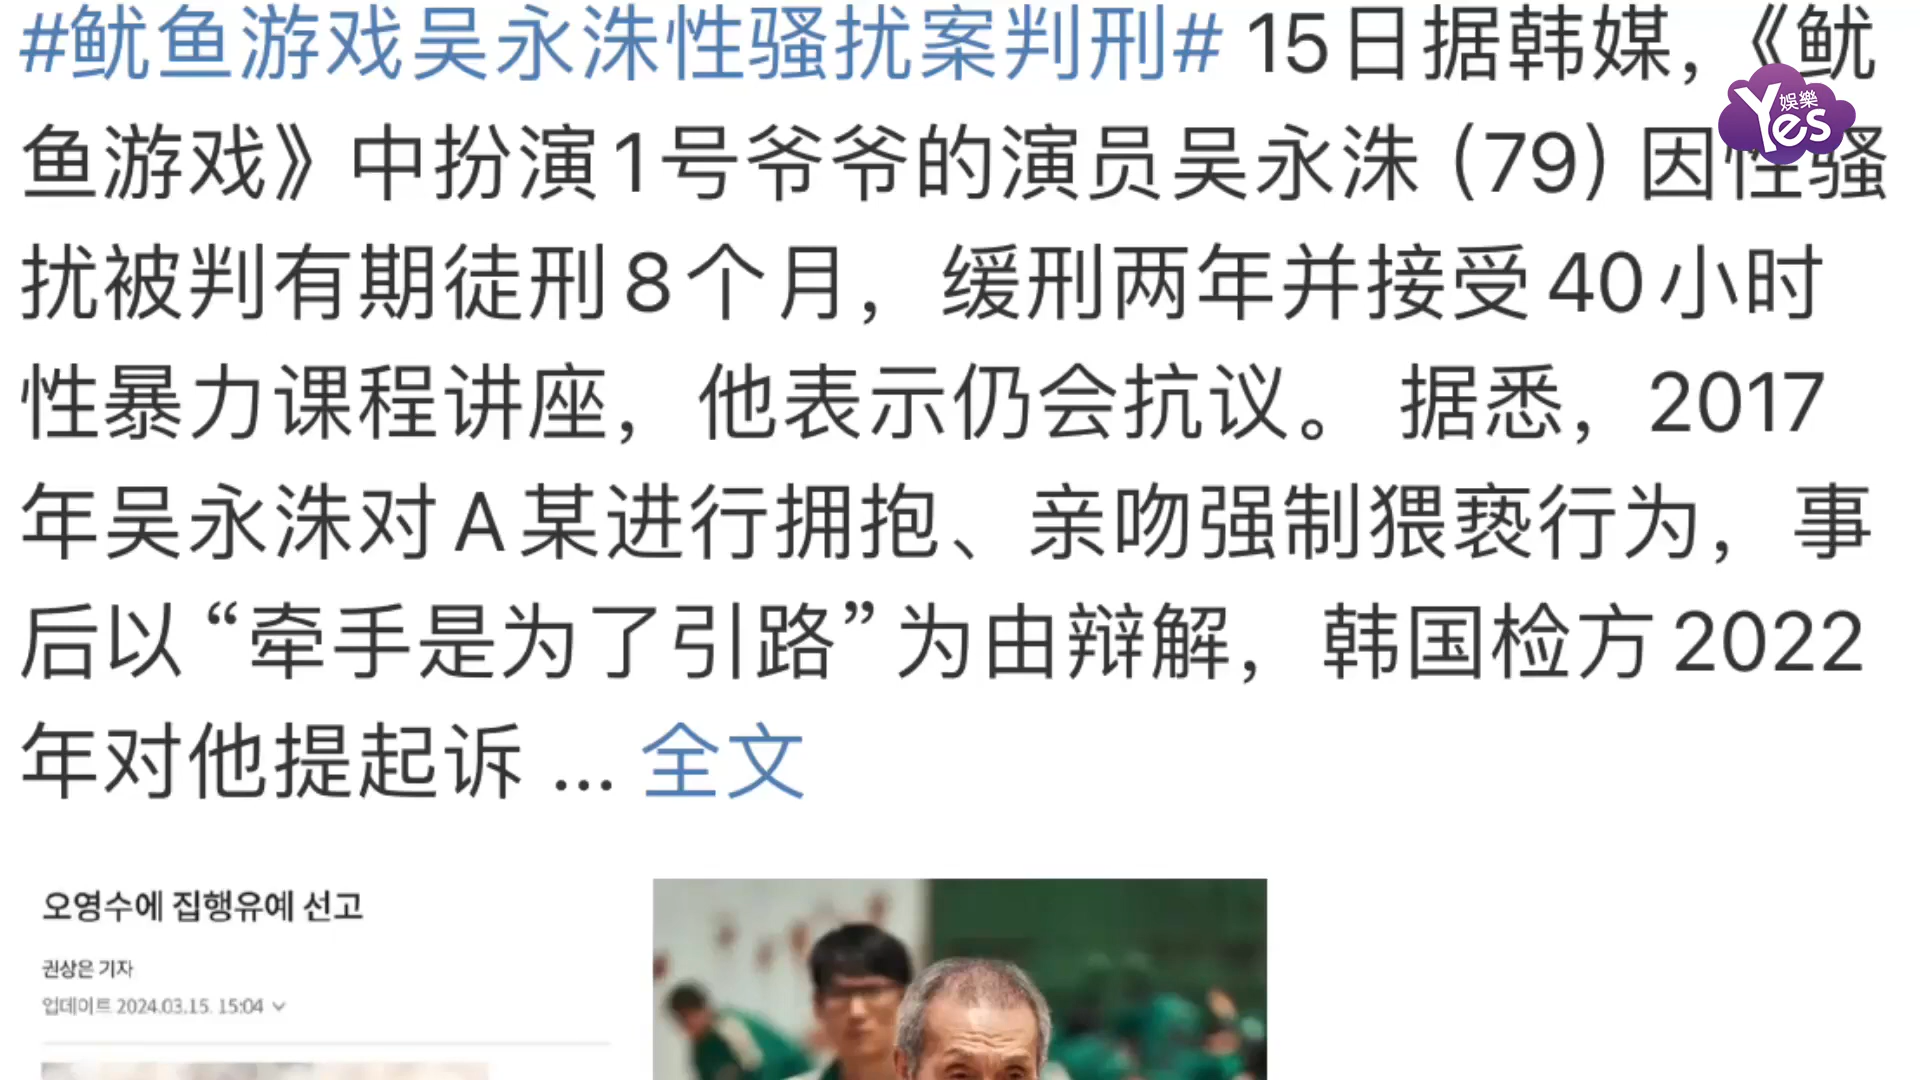 #鱿鱼游戏吴永洙性骚扰案判刑# 15日据韩媒，《鱿
鱼游戏》中扮演1号爷爷的演员吴永洙（79）因性骚
扰被判有期徒刑8个月，缓刑两年并接受40小时
性暴力课程讲座，他表示仍会抗议。 据悉，2017
年吴永洙对A某进行拥抱、亲吻强制猥亵行为，事
后以“牵手是为了引路”为由辩解，韩国检方2022
年对他提起诉 ... 全文
Yes 娛樂
오영수에 집행유예 선고
권상은 기자
업데이트 2024.03.15. 15:04